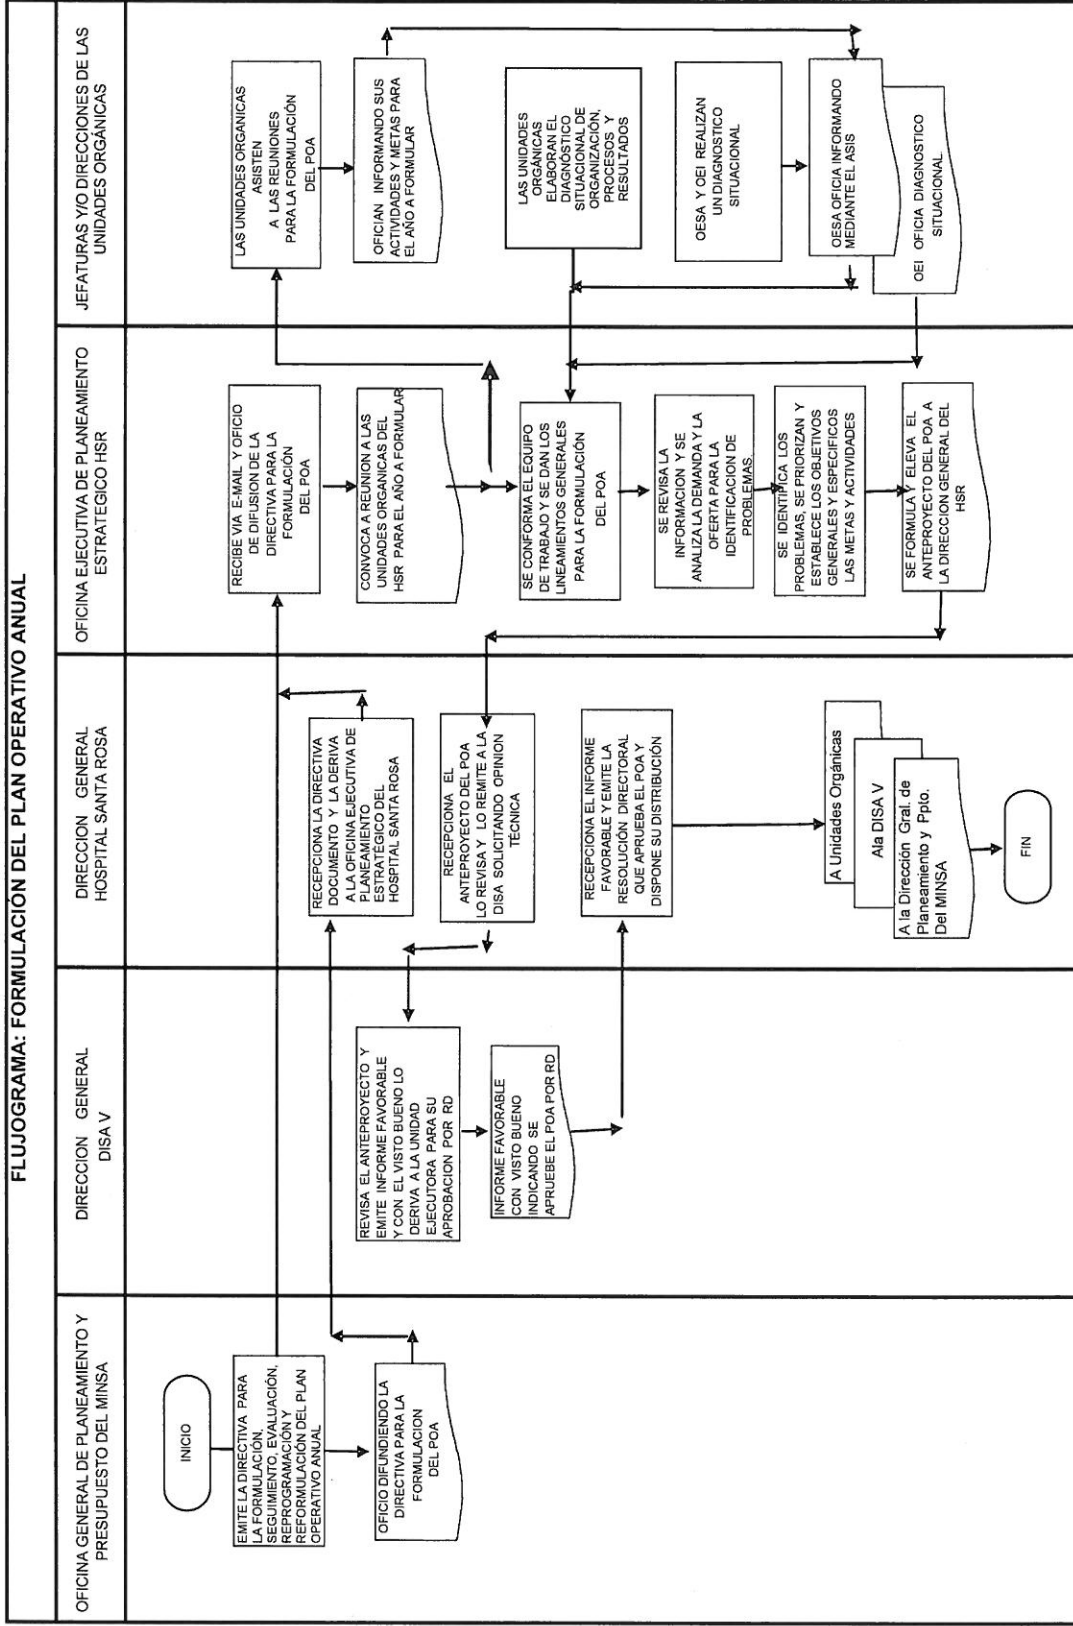 FLUJOGRAMA: FORMULACIÓN DEL PLAN OPERATIVO ANUAL
OFICINA GENERAL DE PLANEAMIENTO Y
PRESUPUESTO DEL MINSA
DIRECCION GENERAL
DISA V
DIRECCION GENERAL
HOSPITAL SANTA ROSA
OFICINA EJECUTIVA DE PLANEAMIENTO
ESTRATEGICO HSR
JEFATURAS Y/O DIRECCIONES DE LAS
UNIDADES ORGÁNICAS
INICIO
EMITE LA DIRECTIVA PARA
LA FORMULACIÓN,
SEGUIMIENTO, EVALUACIÓN,
REPROGRAMACIÓN Y
REFORMULACIÓN DEL PLAN
OPERATIVO ANUAL
OFICIO DIFUNDIENDO LA
DIRECTIVA PARA LA
FORMULACION
DEL POA
REVISA EL ANTEPROYECTO Y
EMITE INFORME FAVORABLE
Y CON EL VISTO BUENO LO
DERIVA A LA UNIDAD
EJECUTORA PARA SU
APROBACION POR RD
INFORME FAVORABLE
CON VISTO BUENO
INDICANDO SE
APRUEBE EL POA POR RD
RECEPCIONA LA DIRECTIVA
DOCUMENTO Y LA DERIVA
A LA OFICINA EJECUTIVA DE
PLANEAMIENTO
ESTRATÉGICO DEL
HOSPITAL SANTA ROSA
RECEPCIONA EL
ANTEPROYECTO DEL POA
LO REVISA Y LO REMITE A LA
DISA SOLICITANDO OPINION
TÉCNICA
RECEPCIONA EL INFORME
FAVORABLE Y EMITE LA
RESOLUCIÓN DIRECTORAL
QUE APRUEBA EL POA Y
DISPONE SU DISTRIBUCIÓN
A Unidades Orgánicas
Ala DISA V
A la Dirección Gral. de
Planeamiento y Ppto.
Del MINSA
FIN
RECIBE VIA E-MAIL Y OFICIO
DE DIFUSION DE LA
DIRECTIVA PARA LA
FORMULACIÓN
DEL POA
CONVOCA A REUNION A LAS
UNIDADES ORGANICAS DEL
HSR PARA EL AÑO A FORMULAR
SE CONFORMA EL EQUIPO
DE TRABAJO Y SE DAN LOS
LINEAMIENTOS GENERALES
PARA LA FORMULACIÓN
DEL POA
SE REVISA LA
INFORMACION Y SE
ANALIZA LA DEMANDA Y LA
OFERTA PARA LA
IDENTIFICACION DE
PROBLEMAS.
SE IDENTIFICA LOS
PROBLEMAS, SE PRIORIZAN Y
ESTABLECE LOS OBJETIVOS
GENERALES Y ESPECIFICOS
LAS METAS Y ACTIVIDADES
SE FORMULA Y ELEVA EL
ANTEPROYECTO DEL POA A
LA DIRECCION GENERAL DEL
HSR
LAS UNIDADES ORGANICAS
ASISTEN
A LAS REUNIONES
PARA LA FORMULACIÓN
DEL POA
OFICIAN INFORMANDO SUS
ACTIVIDADES Y METAS PARA
EL AÑO A FORMULAR
LAS UNIDADES
ORGÁNICAS
ELABORAN EL
DIAGNÓSTICO
SITUACIONAL DE
ORGANIZACIÓN,
PROCESOS Y
RESULTADOS
OESA Y OEI REALIZAN
UN DIAGNOSTICO
SITUACIONAL
OESA OFICIA INFORMANDO
MEDIANTE EL ASIS
OEI OFICIA DIAGNOSTICO
SITUACIONAL